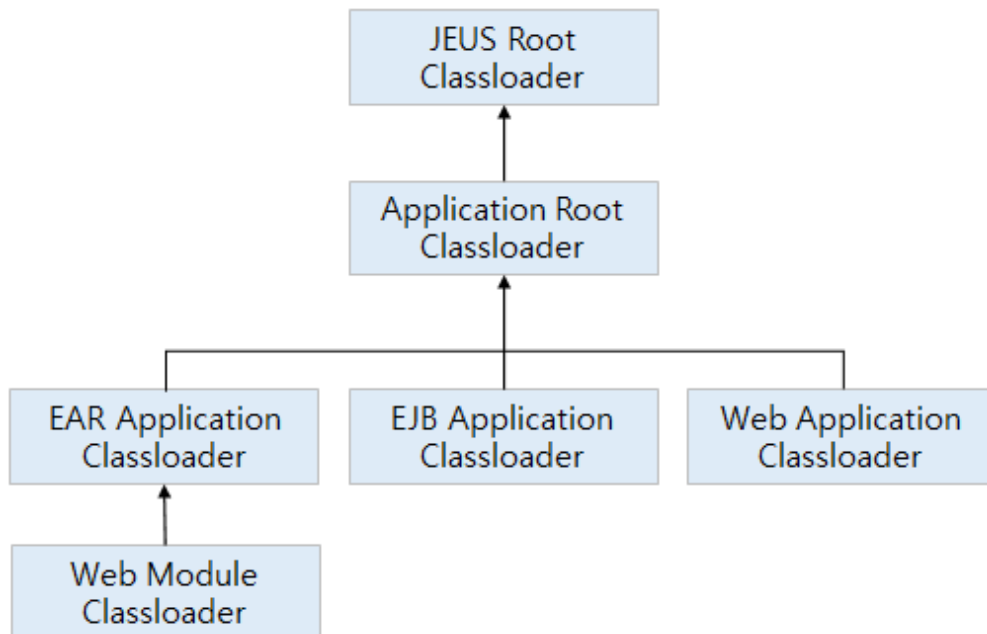 JEUS Root
Classloader
Application Root
Classloader
EAR Application
Classloader
EJB Application
Classloader
Web Application
Classloader
Web Module
Classloader